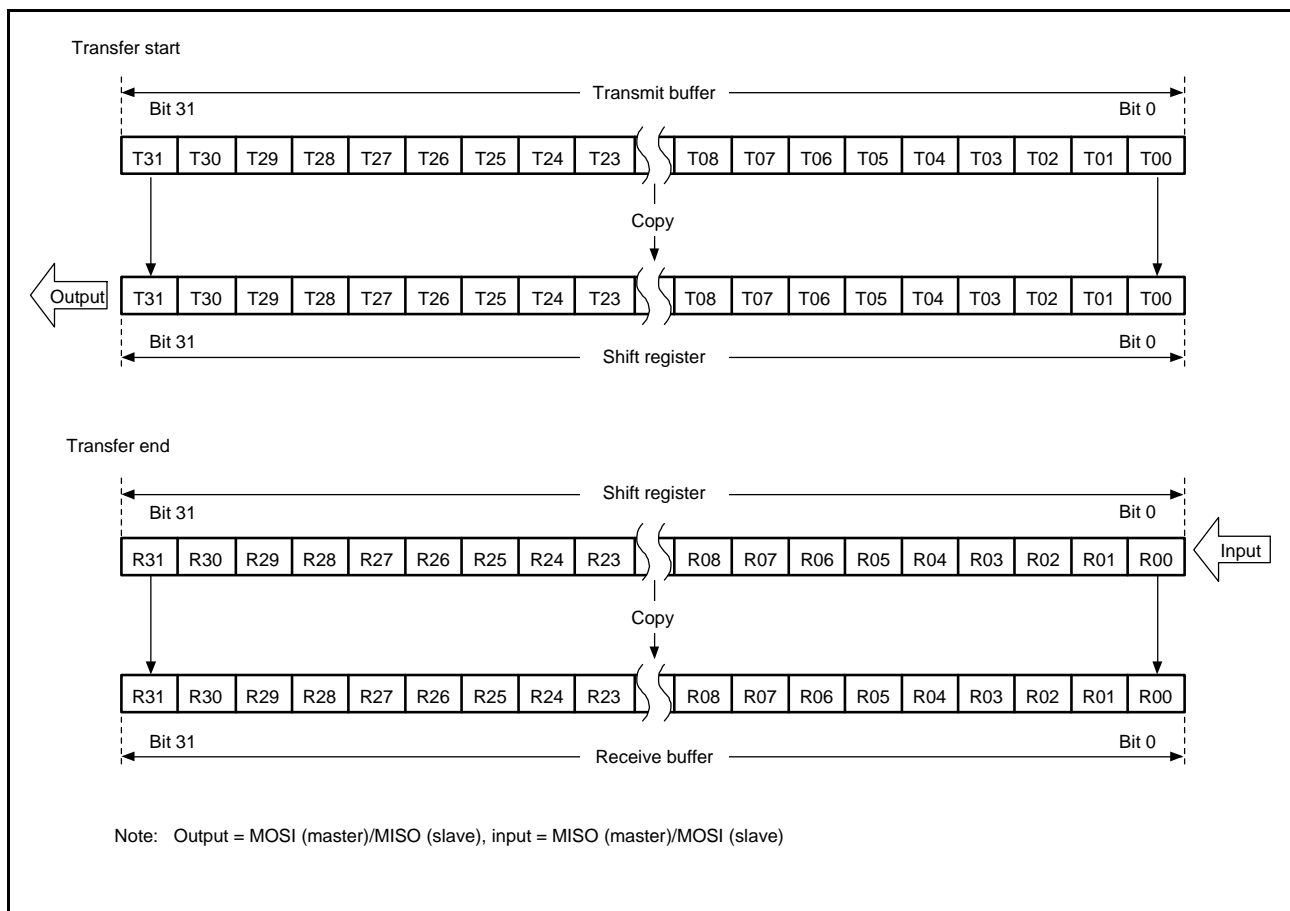 Transfer start
Transmit buffer
Bit 31 Bit 0
T31 T30 T29 T28 T27 T26 T25 T24 T23 T08 T07 T06 T05 T04 T03 T02 T01 T00
Copy
Output T31 T30 T29 T28 T27 T26 T25 T24 T23 T08 T07 T06 T05 T04 T03 T02 T01 T00
Bit 31 Bit 0
Shift register
Transfer end
Shift register
Bit 31 Bit 0
R31 R30 R29 R28 R27 R26 R25 R24 R23 R08 R07 R06 R05 R04 R03 R02 R01 R00 Input
Copy
R31 R30 R29 R28 R27 R26 R25 R24 R23 R08 R07 R06 R05 R04 R03 R02 R01 R00
Bit 31 Bit 0
Receive buffer
Note: Output = MOSI (master)/MISO (slave), input = MISO (master)/MOSI (slave)